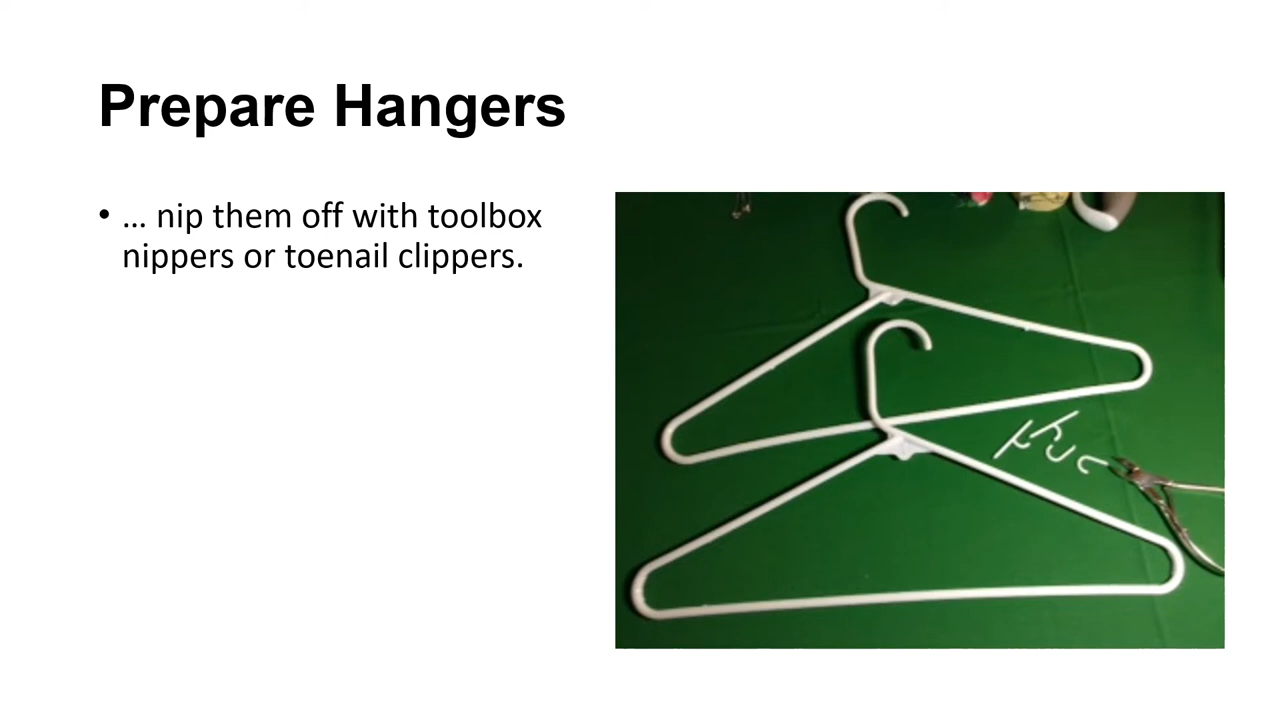 Prepare Hangers
• … nip them off with toolbox
nippers or toenail clippers.